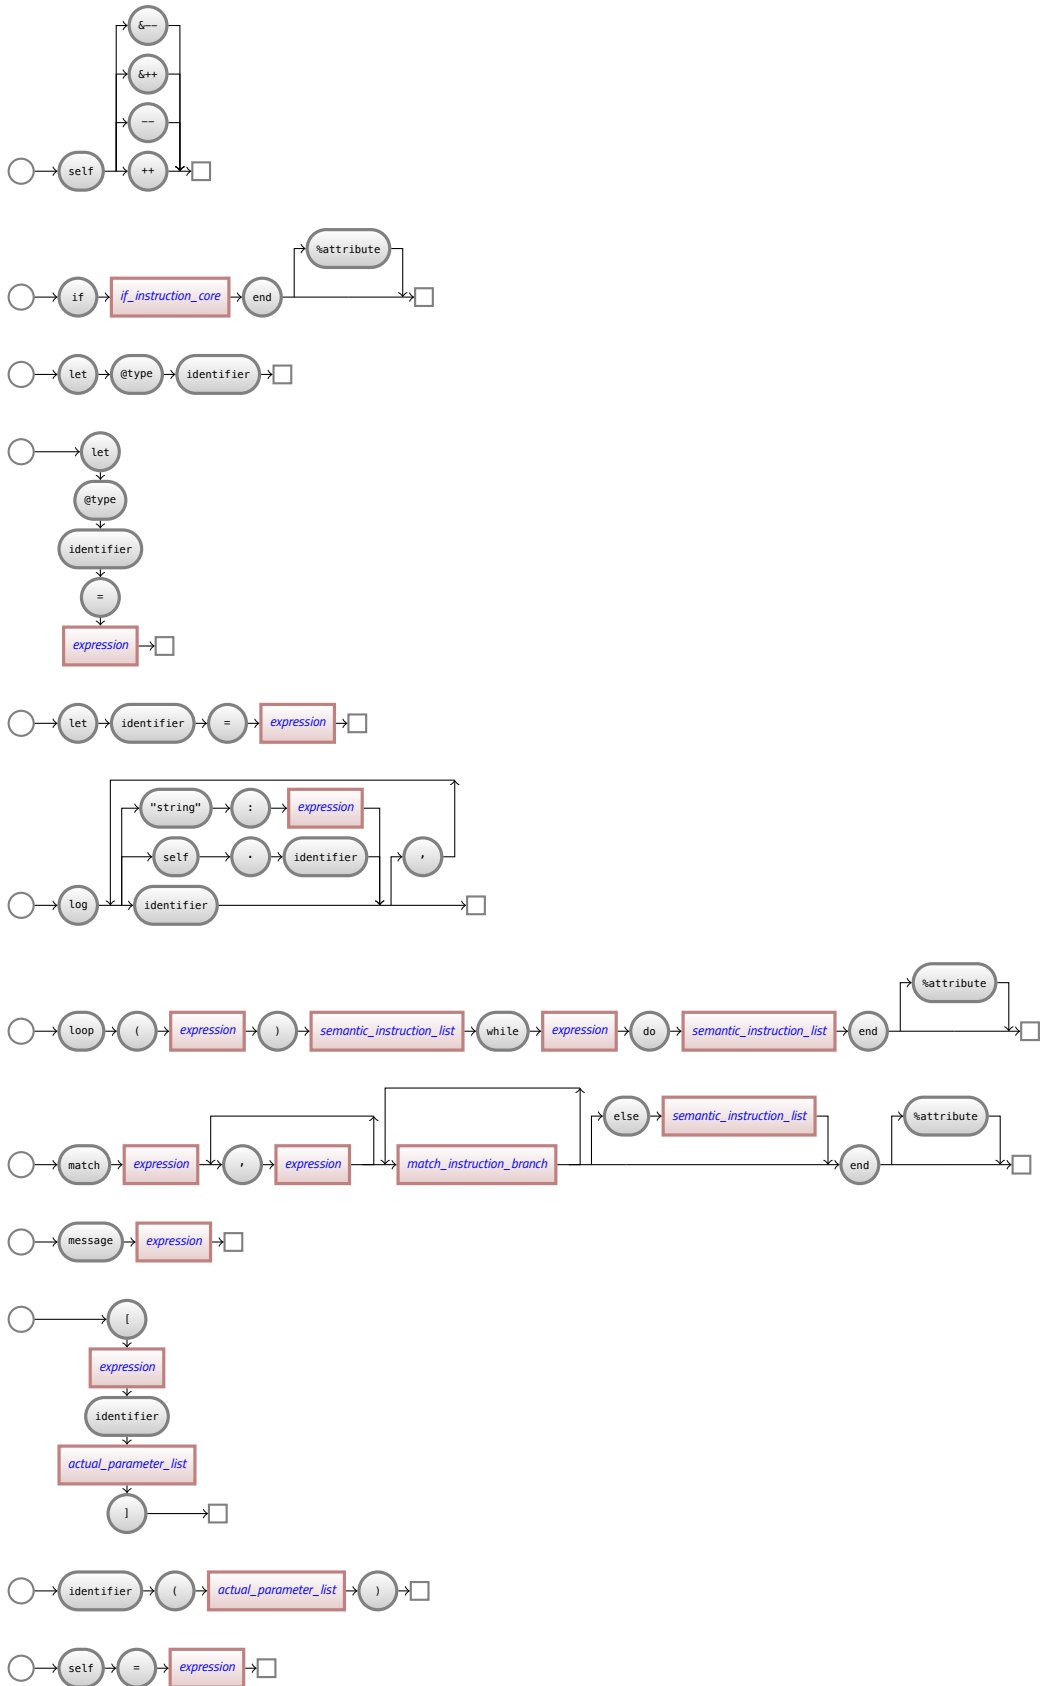 &--
&++
--
self ++
%attribute
if if_instruction_core end
let @type identifier
let
@type
identifier
=
expression
let identifier = expression
"string" : expression
self . identifier ,
log identifier
%attribute
loop ( expression ) semantic_instruction_list while expression do semantic_instruction_list end
else semantic_instruction_list %attribute
match expression , expression match_instruction_branch end
message expression
[
expression
identifier
actual_parameter_list
]
identifier ( actual_parameter_list )
self = expression